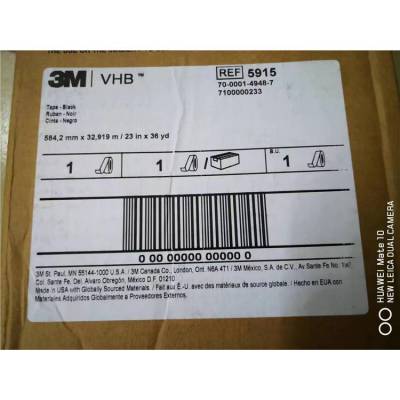 3M | VHB ™
REF 5915
70-0001-4948-7
7100000233
Tape - Black
Ruban - Noir
Cinta - Negro
584,2 mm x 32,919 m / 23 in x 36 yd
S.U.
1 1 / 1
0 00 00000 00000 0
3M St. Paul, MN 55144-1000 U.S.A. / 3M Canada Co., London, Ont. N6A 4T1 / 3M México, S.A. de C.V., Av Santa Fe No. 190,
Col. Santa Fe, Del. Alvaro Obregón, México D.F. 01210
Made in USA with Globally Sourced Materials / Fait aux É.-U. avec des matériaux de source globale. / Hecho en EUA con
Materiales Adquiridos Globalmente a Proveedores Externos.
HUAWEI Mate 10
NEW LEICA DUAL CAMERA